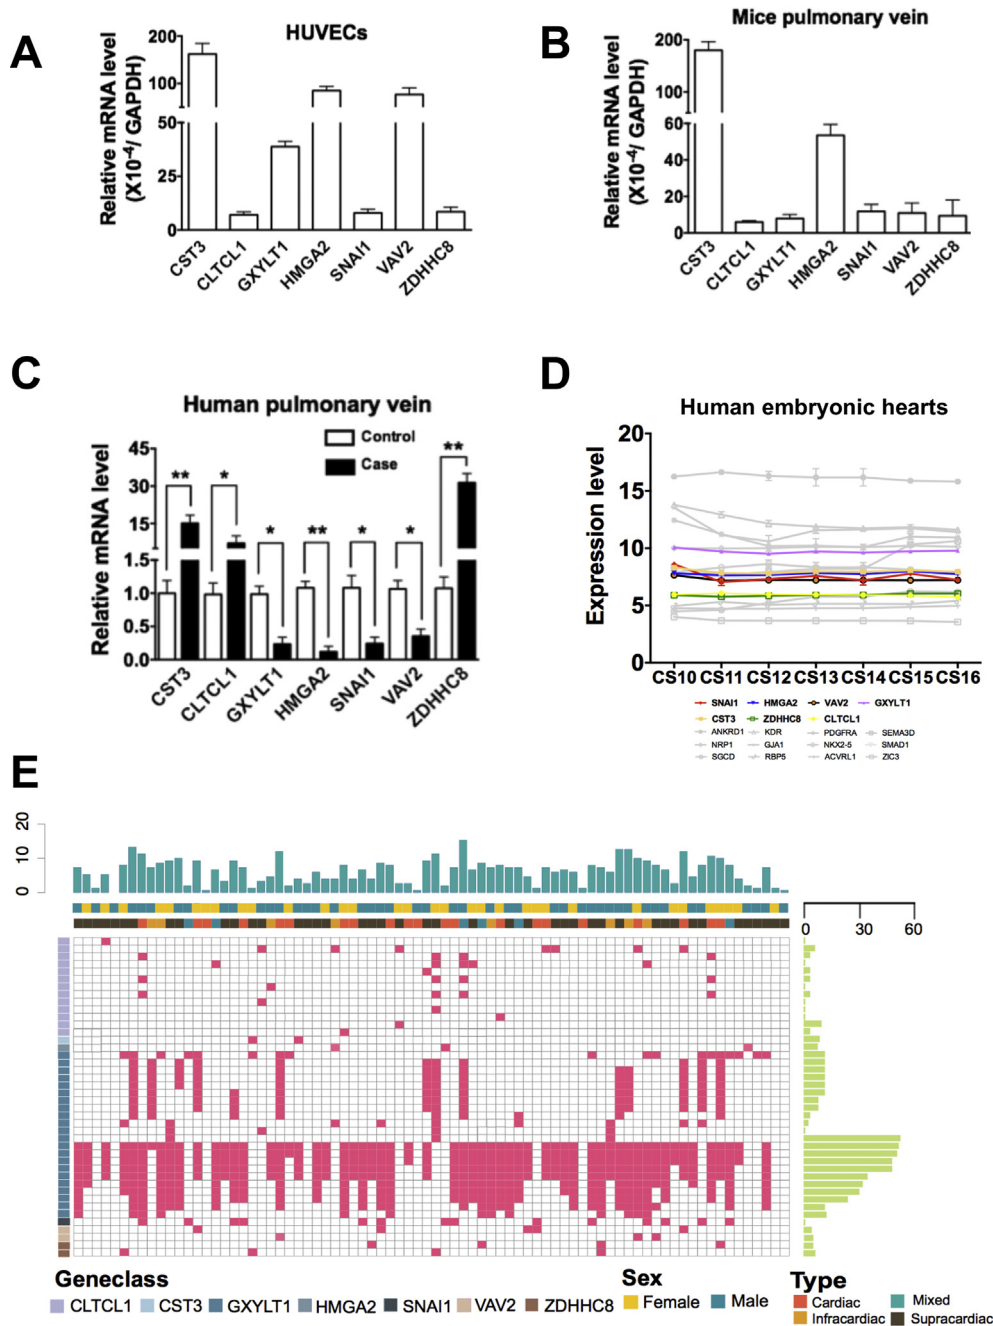 A
HUVECs
Relative mRNA level
(X10-4/ GAPDH)
200
100
50
25
0
CST3
CLTCL1
GXYLT1
HMGA2
SNAI1
VAV2
ZDHHC8
B
Mice pulmonary vein
Relative mRNA level
(X10-4/ GAPDH)
200
100
60
40
20
0
CST3
CLTCL1
GXYLT1
HMGA2
SNAI1
VAV2
ZDHHC8
C
Human pulmonary vein
Control
Case
Relative mRNA level
45
30
15
1.5
1.0
0.5
0.0
** * * ** * * **
CST3
CLTCL1
GXYLT1
HMGA2
SNAI1
VAV2
ZDHHC8
D
Human embryonic hearts
Expression level
20
15
10
5
0
CS10 CS11 CS12 CS13 CS14 CS15 CS16
SNAI1 HMGA2 VAV2 GXYLT1
CST3 ZDHHC8 CLTCL1
ANKRD1 KDR PDGFRA SEMA3D
NRP1 GJA1 NKX2-5 SMAD1
SGCD RBP5 ACVRL1 ZIC3
E
20
10
0
0 30 60
Geneclass
CLTCL1 CST3 GXYLT1 HMGA2 SNAI1 VAV2 ZDHHC8
Sex
Female Male
Type
Cardiac Mixed
Infracardiac Supracardiac